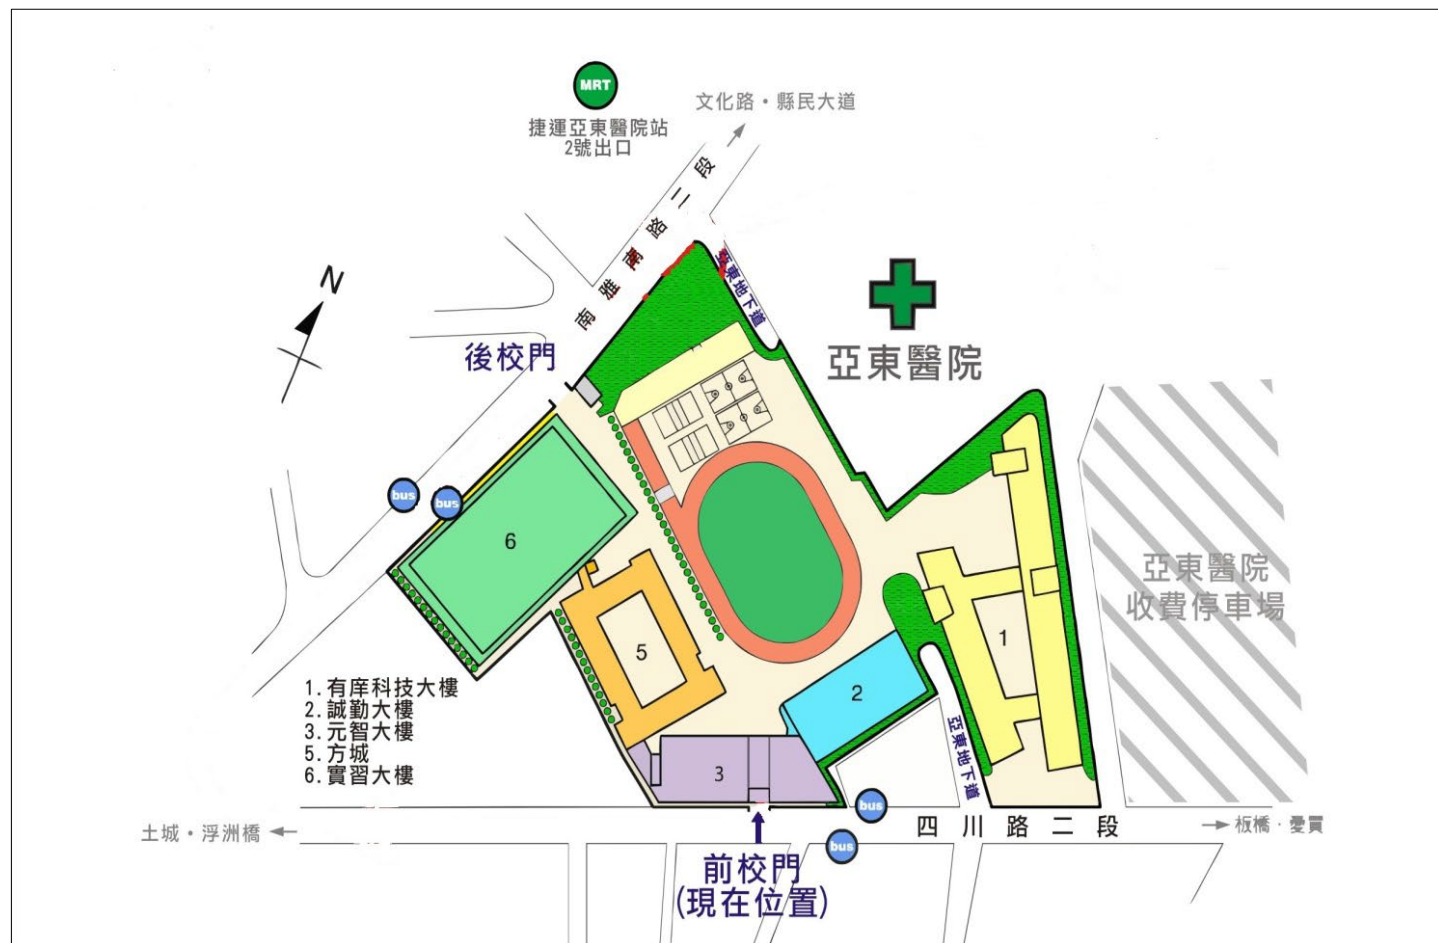 MRT
捷運亞東醫院站
2號出口
文化路・縣民大道
南雅南路二段
亞東地下道
N
後校門
亞東醫院
bus
bus
6
5
1
2
3
亞東醫院
收費停車場
1.有庠科技大樓
2.誠勤大樓
3.元智大樓
5.方城
6.實習大樓
亞東地下道
bus
bus
土城・浮洲橋
四川路二段
板橋・愛買
前校門
(現在位置)